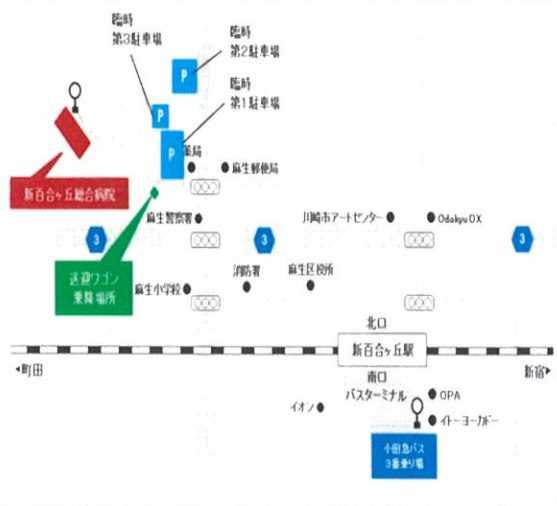 臨時
第3駐車場
P
臨時
第2駐車場
臨時
第1駐車場
P
P
薬局
麻生郵便局
新百合ヶ丘総合病院
麻生警察署
川崎市アートセンター
Odakyu OX
3
3
3
送迎ワゴン
乗降場所
麻生小学校
消防署
麻生区役所
北口
新百合ヶ丘駅
◀町田
新宿▶
南口
バスターミナル
OPA
イオン
イトーヨーカドー
小田急バス
3番乗り場